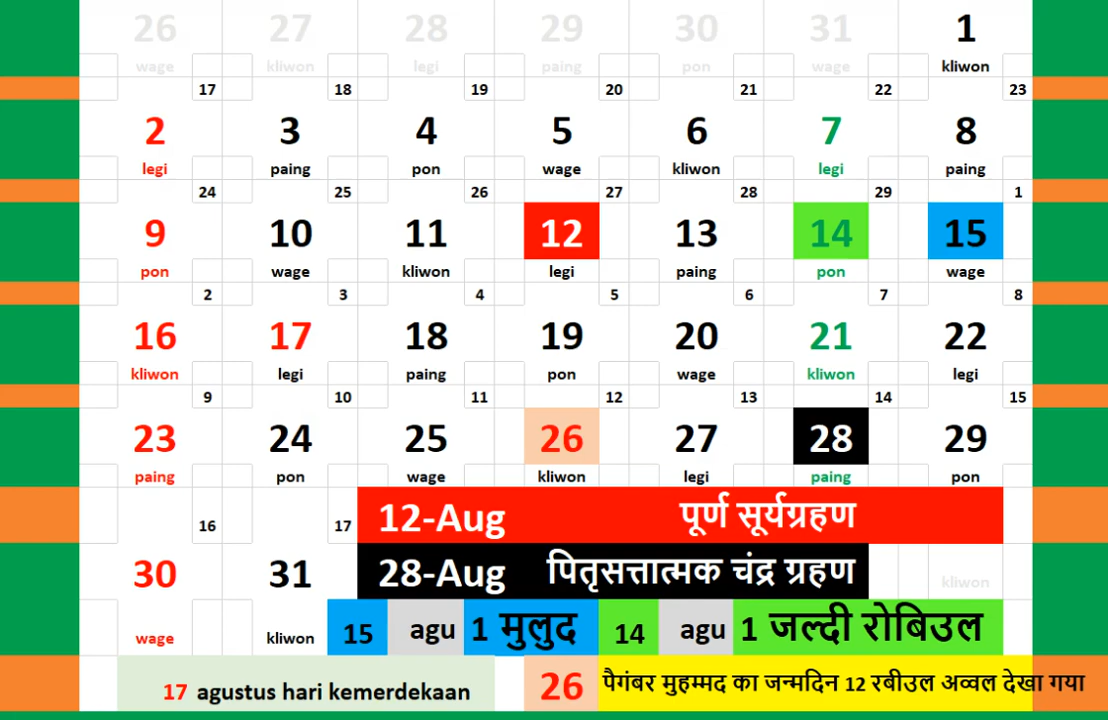 26 27 28 29 30 31 1
wage kliwon legi paing pon wage kliwon
17 18 19 20 21 22 23
2 3 4 5 6 7 8
legi paing pon wage kliwon legi paing
24 25 26 27 28 29 1
9 10 11 12 13 14 15
pon wage kliwon legi paing pon wage
2 3 4 5 6 7 8
16 17 18 19 20 21 22
kliwon legi paing pon wage kliwon legi
9 10 11 12 13 14 15
23 24 25 26 27 28 29
paing pon wage kliwon legi paing pon
16 17 12-Aug पूर्ण सूर्यग्रहण
30 31 28-Aug पितृसत्तात्मक चंद्र ग्रहण kliwon
wage kliwon 15 agu 1 मुलुद 14 agu 1 जल्दी रोबिउल
17 agustus hari kemerdekaan 26 पैगंबर मुहम्मद का जन्मदिन 12 रबीउल अव्वल देखा गया